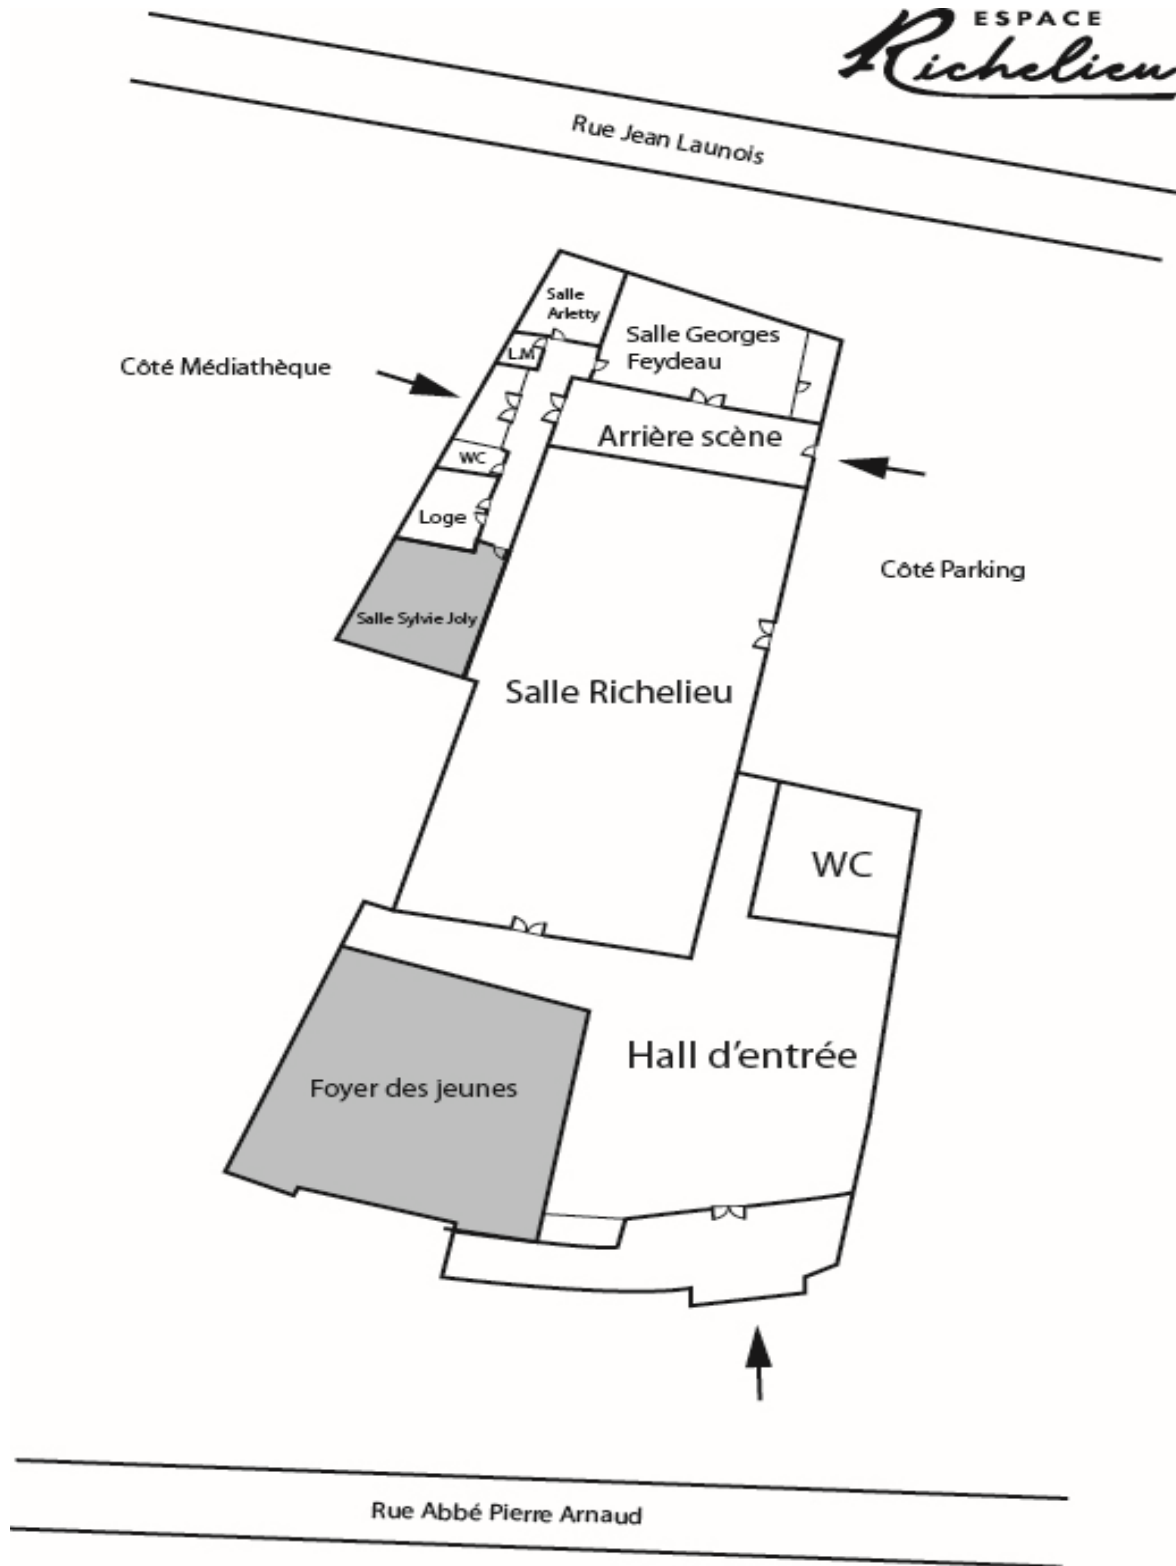 ESPACE
Richelieu
Rue Jean Launois
Salle
Arletty
Salle Georges
Feydeau
L.M
Côté Médiathèque
Arrière scène
WC
Loge
Côté Parking
Salle Sylvie Joly
Salle Richelieu
WC
Hall d'entrée
Foyer des jeunes
Rue Abbé Pierre Arnaud